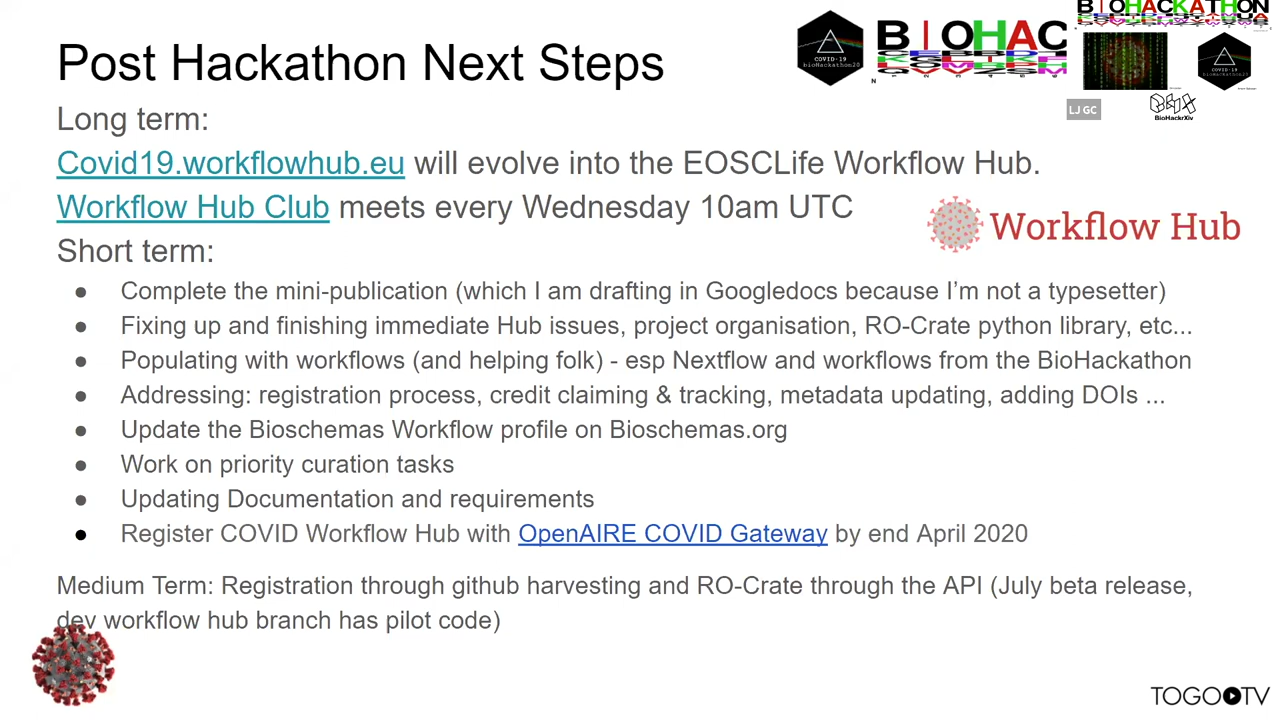 Post Hackathon Next Steps
Long term:
Covid19.workflowhub.eu will evolve into the EOSCLife Workflow Hub.
Workflow Hub Club meets every Wednesday 10am UTC
Short term:
● Complete the mini-publication (which I am drafting in Googledocs because I’m not a typesetter)
● Fixing up and finishing immediate Hub issues, project organisation, RO-Crate python library, etc...
● Populating with workflows (and helping folk) - esp Nextflow and workflows from the BioHackathon
● Addressing: registration process, credit claiming & tracking, metadata updating, adding DOIs ...
● Update the Bioschemas Workflow profile on Bioschemas.org
● Work on priority curation tasks
● Updating Documentation and requirements
● Register COVID Workflow Hub with OpenAIRE COVID Gateway by end April 2020
Medium Term: Registration through github harvesting and RO-Crate through the API (July beta release,
dev workflow hub branch has pilot code)
COVID-19
bioHackathon20
BIOHAC
BIOHACKATHON
LJ GC
BioHackrXiv
Workflow Hub
TOGOTV